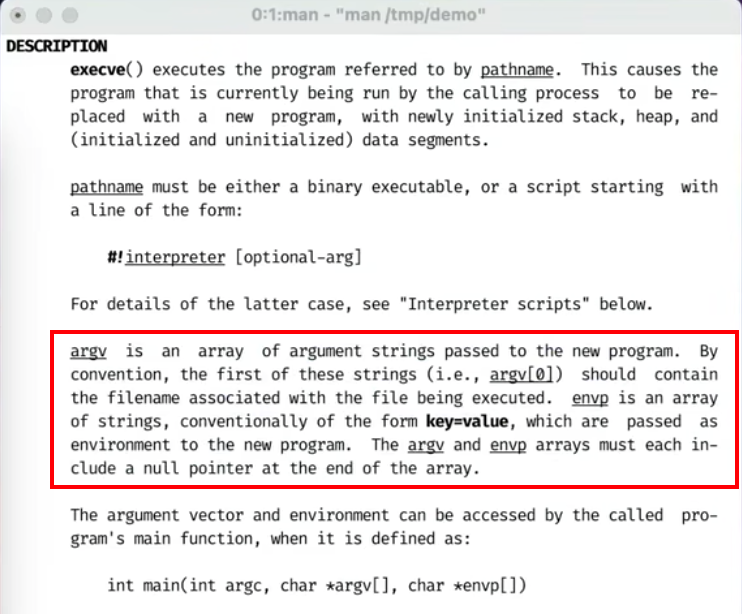 0:1:man - "man /tmp/demo"
DESCRIPTION
execve() executes the program referred to by pathname. This causes the
program that is currently being run by the calling process to be re-
placed with a new program, with newly initialized stack, heap, and
(initialized and uninitialized) data segments.
pathname must be either a binary executable, or a script starting with
a line of the form:
#!interpreter [optional-arg]
For details of the latter case, see "Interpreter scripts" below.
argv is an array of argument strings passed to the new program. By
convention, the first of these strings (i.e., argv[0]) should contain
the filename associated with the file being executed. envp is an array
of strings, conventionally of the form key=value, which are passed as
environment to the new program. The argv and envp arrays must each in-
clude a null pointer at the end of the array.
The argument vector and environment can be accessed by the called pro-
gram's main function, when it is defined as:
int main(int argc, char *argv[], char *envp[])